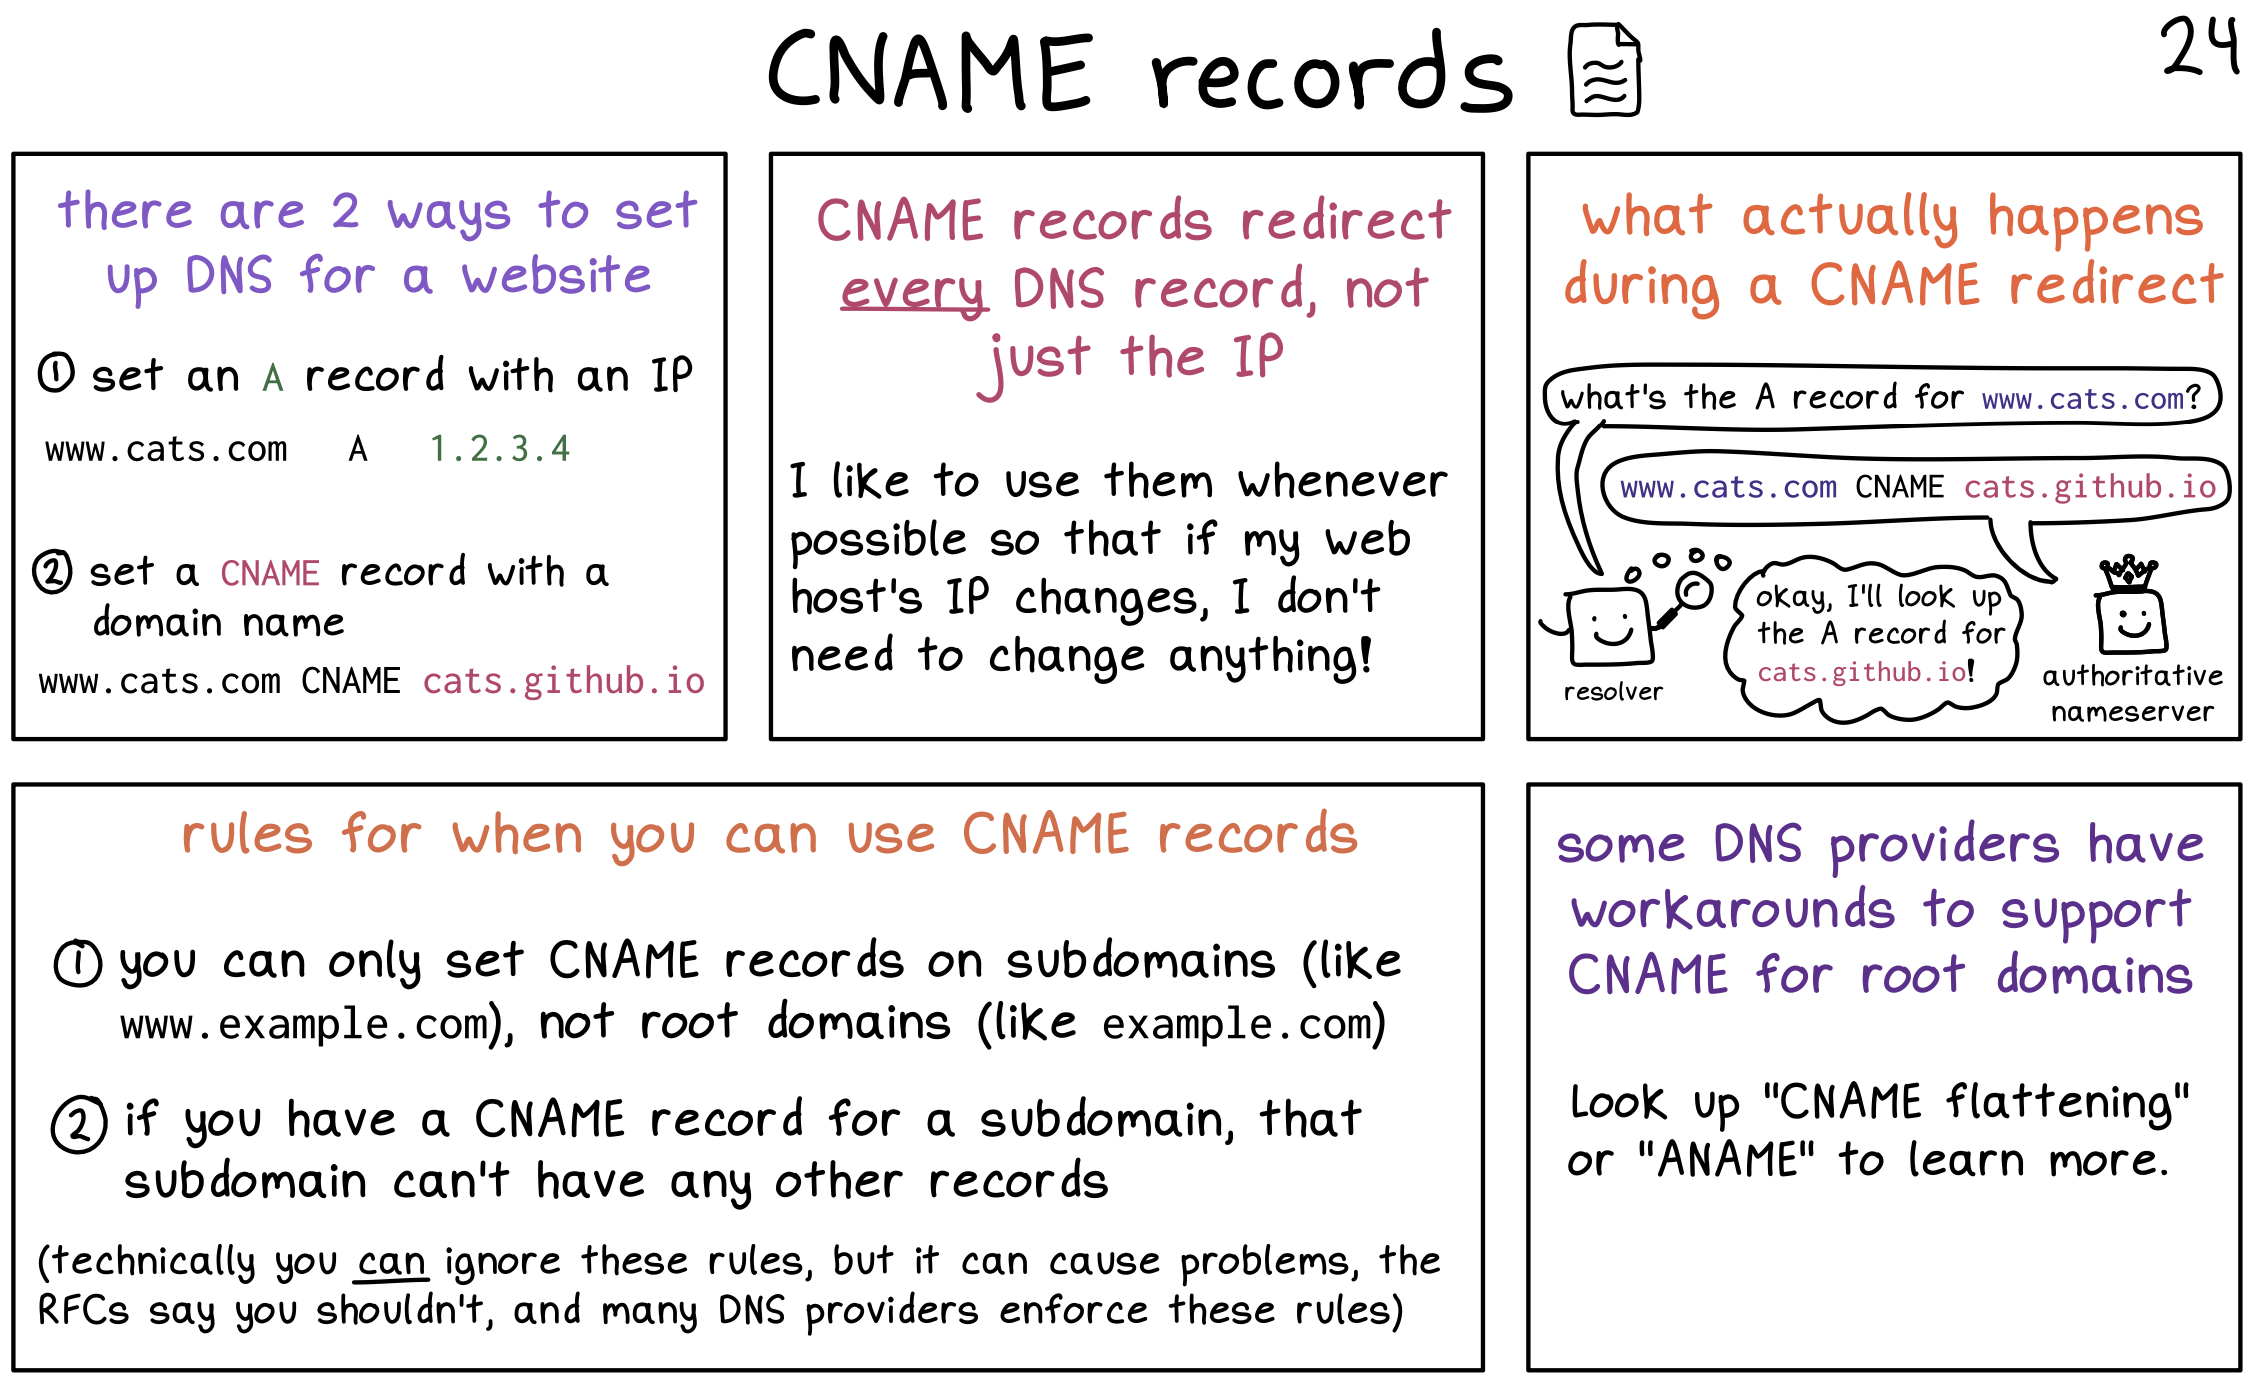 CNAME records
24
there are 2 ways to set
up DNS for a website
① set an A record with an IP
www.cats.com A 1.2.3.4
② set a CNAME record with a
domain name
www.cats.com CNAME cats.github.io
CNAME records redirect
every DNS record, not
just the IP
I like to use them whenever
possible so that if my web
host's IP changes, I don't
need to change anything!
what actually happens
during a CNAME redirect
what's the A record for www.cats.com?
www.cats.com CNAME cats.github.io
okay, I'll look up
the A record for
cats.github.io!
resolver
authoritative
nameserver
rules for when you can use CNAME records
① you can only set CNAME records on subdomains (like
www.example.com), not root domains (like example.com)
② if you have a CNAME record for a subdomain, that
subdomain can't have any other records
(technically you can ignore these rules, but it can cause problems, the
RFCs say you shouldn't, and many DNS providers enforce these rules)
some DNS providers have
workarounds to support
CNAME for root domains
Look up "CNAME flattening"
or "ANAME" to learn more.